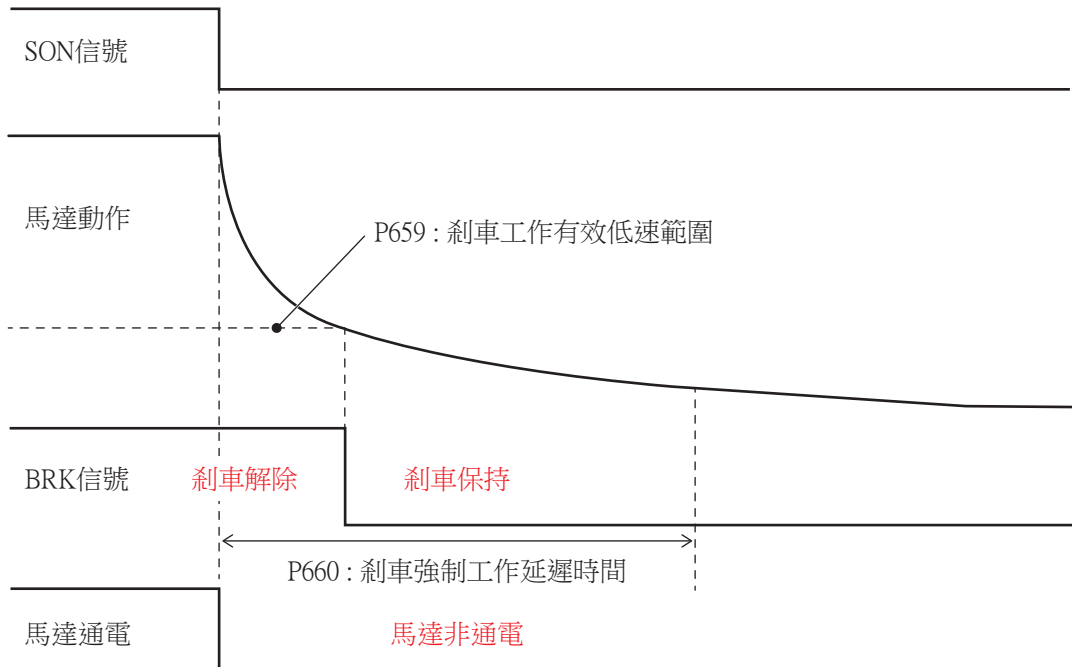 SON信號
馬達動作
P659 : 剎車工作有效低速範圍
BRK信號
剎車解除
剎車保持
P660 : 剎車強制工作延遲時間
馬達通電
馬達非通電